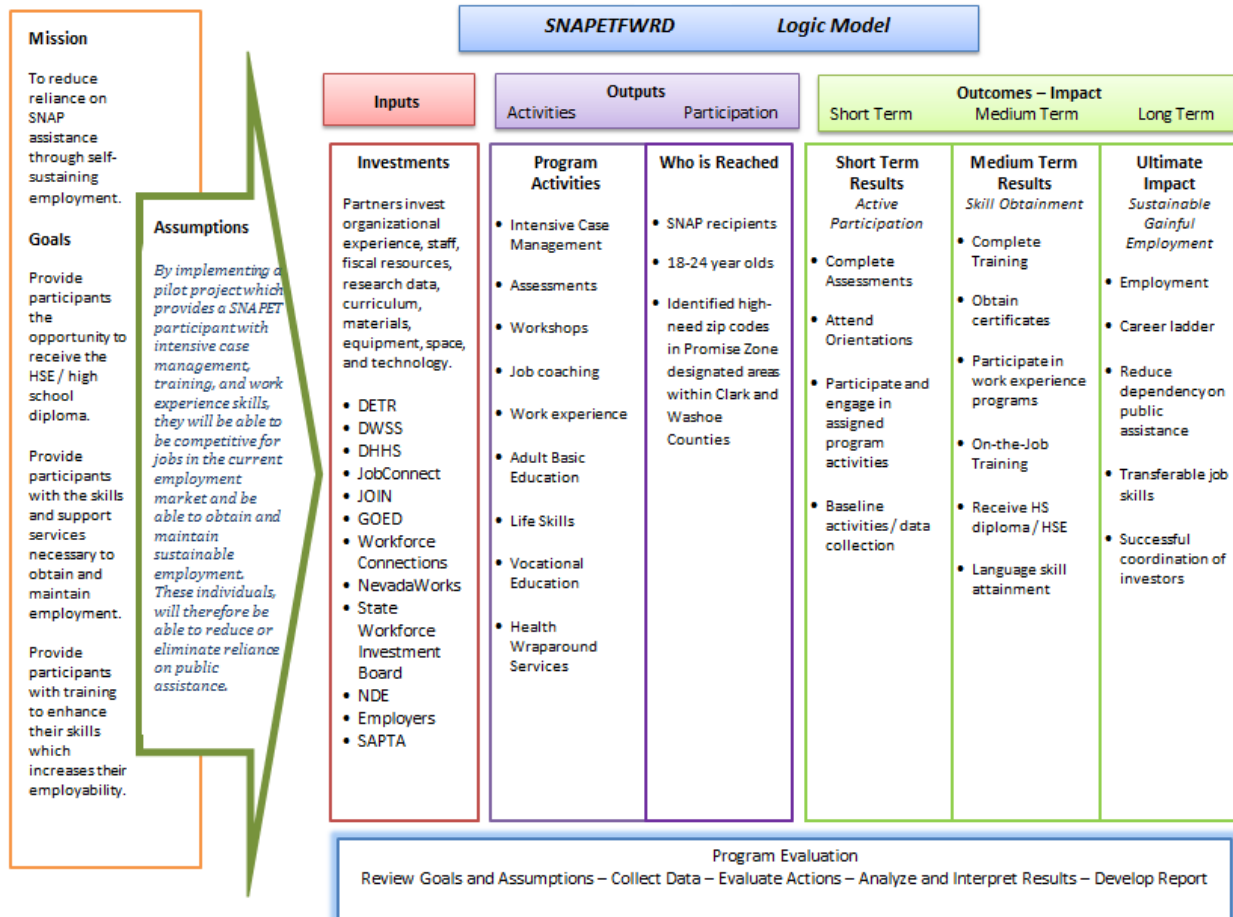 SNAPETFWRD Logic Model
Mission
To reduce
reliance on
SNAP
assistance
through self-
sustaining
employment.
Goals
Provide
participants
the
opportunity to
receive the
HSE / high
school
diploma.
Provide
participants
with the skills
and support
services
necessary to
obtain and
maintain
employment.
Provide
participants
with training
to enhance
their skills
which
increases their
employability.
Assumptions
By implementing a
pilot project which
provides a SNAPET
participant with
intensive case
management,
training, and work
experience skills,
they will be able to
be competitive for
jobs in the current
employment
market and be
able to obtain and
maintain
sustainable
employment.
These individuals,
will therefore be
able to reduce or
eliminate reliance
on public
assistance.
Inputs
Investments
Partners invest
organizational
experience, staff,
fiscal resources,
research data,
curriculum,
materials,
equipment, space,
and technology.
• DETR
• DWSS
• DHHS
• JobConnect
• JOIN
• GOED
• Workforce
Connections
• NevadaWorks
• State
Workforce
Investment
Board
• NDE
• Employers
• SAPTA
Outputs
Activities Participation
Program
Activities
• Intensive Case
Management
• Assessments
• Workshops
• Job coaching
• Work experience
• Adult Basic
Education
• Life Skills
• Vocational
Education
• Health
Wraparound
Services
Who is Reached
• SNAP recipients
• 18-24 year olds
• Identified high-
need zip codes
in Promise Zone
designated areas
within Clark and
Washoe
Counties
Outcomes – Impact
Short Term Medium Term Long Term
Short Term
Results
Active
Participation
• Complete
Assessments
• Attend
Orientations
• Participate and
engage in
assigned
program
activities
• Baseline
activities / data
collection
Medium Term
Results
Skill Obtainment
• Complete
Training
• Obtain
certificates
• Participate in
work experience
programs
• On-the-Job
Training
• Receive HS
diploma / HSE
• Language skill
attainment
Ultimate
Impact
Sustainable
Gainful
Employment
• Employment
• Career ladder
• Reduce
dependency on
public
assistance
• Transferable job
skills
• Successful
coordination of
investors
Program Evaluation
Review Goals and Assumptions – Collect Data – Evaluate Actions – Analyze and Interpret Results – Develop Report